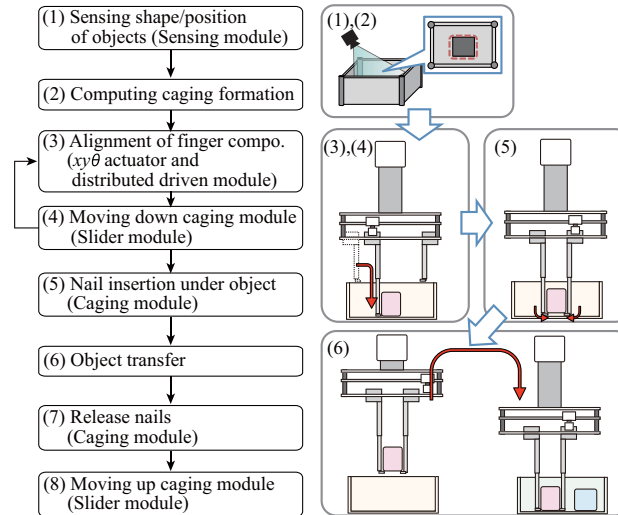 (1) Sensing shape/position
of objects (Sensing module)
(2) Computing caging formation
(3) Alignment of finger compo.
(xyθ actuator and
distributed driven module)
(4) Moving down caging module
(Slider module)
(5) Nail insertion under object
(Caging module)
(6) Object transfer
(7) Release nails
(Caging module)
(8) Moving up caging module
(Slider module)
(1),(2)
(3),(4)
(5)
(6)